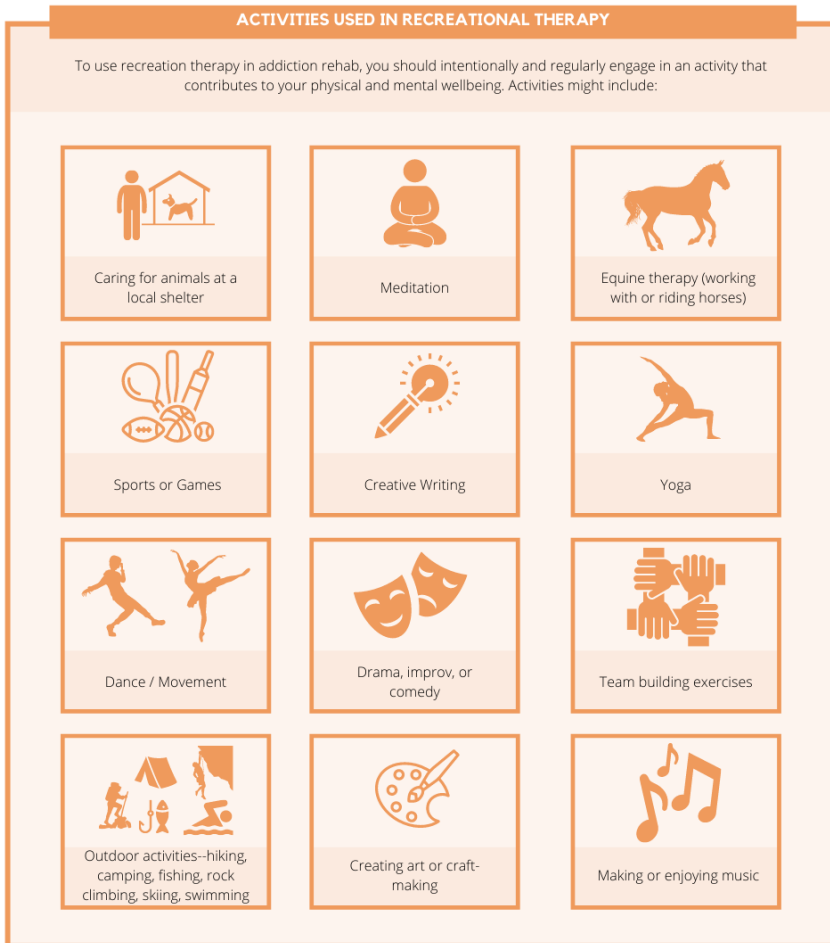 ACTIVITIES USED IN RECREATIONAL THERAPY
To use recreation therapy in addiction rehab, you should intentionally and regularly engage in an activity that
contributes to your physical and mental wellbeing. Activities might include:
Caring for animals at a
local shelter
Meditation
Equine therapy (working
with or riding horses)
Sports or Games
Creative Writing
Yoga
Dance / Movement
Drama, improv, or
comedy
Team building exercises
Outdoor activities--hiking,
camping, fishing, rock
climbing, skiing, swimming
Creating art or craft-
making
Making or enjoying music